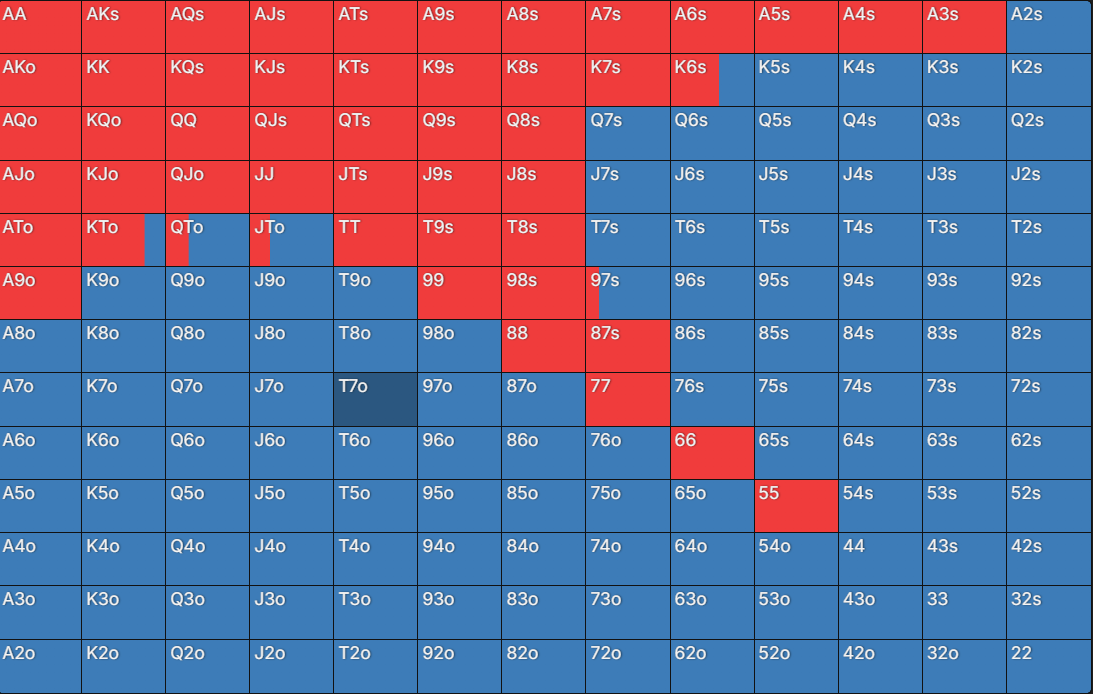 AA AKs AQs AJs ATs A9s A8s A7s A6s A5s A4s A3s A2s
AKo KK KQs KJs KTs K9s K8s K7s K6s K5s K4s K3s K2s
AQo KQo QQ QJs QTs Q9s Q8s Q7s Q6s Q5s Q4s Q3s Q2s
AJo KJo QJo JJ JTs J9s J8s J7s J6s J5s J4s J3s J2s
ATo KTo QTo JTo TT T9s T8s T7s T6s T5s T4s T3s T2s
A9o K9o Q9o J9o T9o 99 98s 97s 96s 95s 94s 93s 92s
A8o K8o Q8o J8o T8o 98o 88 87s 86s 85s 84s 83s 82s
A7o K7o Q7o J7o T7o 97o 87o 77 76s 75s 74s 73s 72s
A6o K6o Q6o J6o T6o 96o 86o 76o 66 65s 64s 63s 62s
A5o K5o Q5o J5o T5o 95o 85o 75o 65o 55 54s 53s 52s
A4o K4o Q4o J4o T4o 94o 84o 74o 64o 54o 44 43s 42s
A3o K3o Q3o J3o T3o 93o 83o 73o 63o 53o 43o 33 32s
A2o K2o Q2o J2o T2o 92o 82o 72o 62o 52o 42o 32o 22